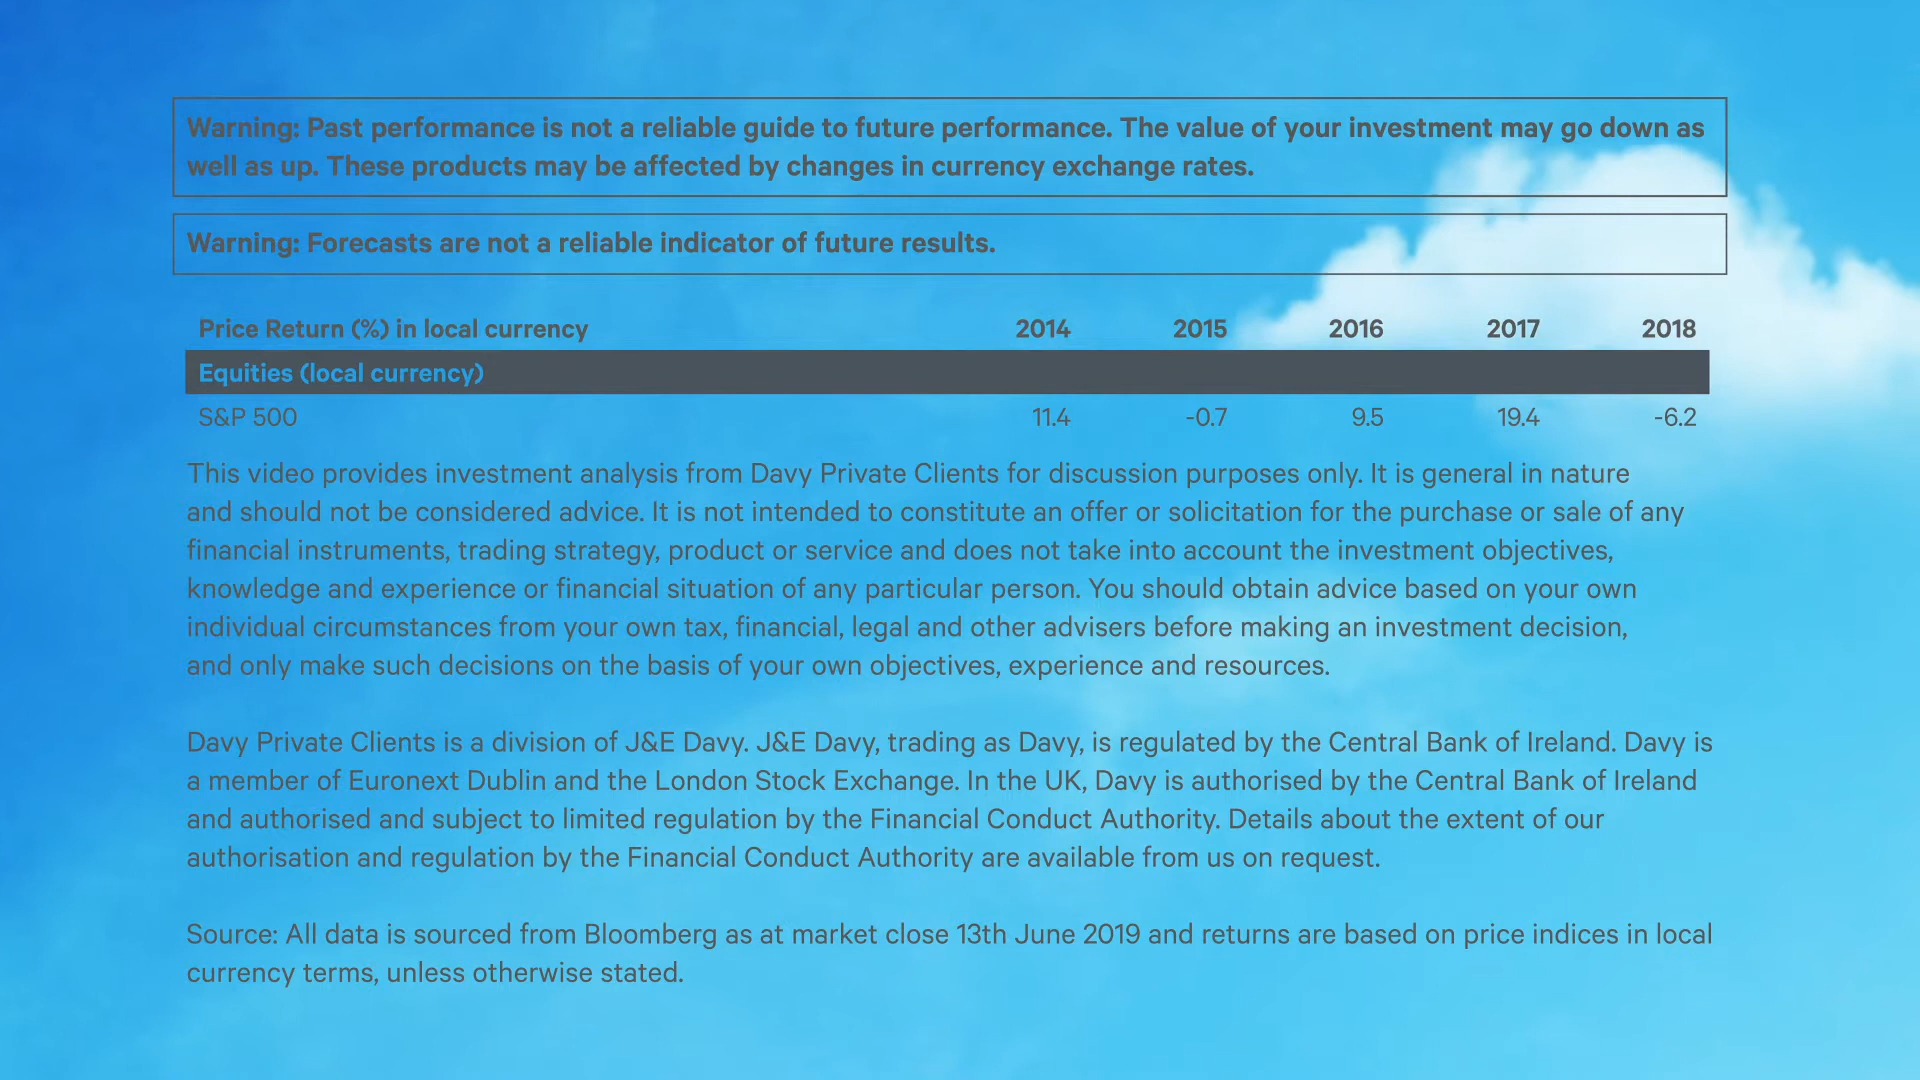 Warning: Past performance is not a reliable guide to future performance. The value of your investment may go down as
well as up. These products may be affected by changes in currency exchange rates.
Warning: Forecasts are not a reliable indicator of future results.
Price Return (%) in local currency 2014 2015 2016 2017 2018
Equities (local currency)
S&P 500 11.4 -0.7 9.5 19.4 -6.2
This video provides investment analysis from Davy Private Clients for discussion purposes only. It is general in nature
and should not be considered advice. It is not intended to constitute an offer or solicitation for the purchase or sale of any
financial instruments, trading strategy, product or service and does not take into account the investment objectives,
knowledge and experience or financial situation of any particular person. You should obtain advice based on your own
individual circumstances from your own tax, financial, legal and other advisers before making an investment decision,
and only make such decisions on the basis of your own objectives, experience and resources.
Davy Private Clients is a division of J&E Davy. J&E Davy, trading as Davy, is regulated by the Central Bank of Ireland. Davy is
a member of Euronext Dublin and the London Stock Exchange. In the UK, Davy is authorised by the Central Bank of Ireland
and authorised and subject to limited regulation by the Financial Conduct Authority. Details about the extent of our
authorisation and regulation by the Financial Conduct Authority are available from us on request.
Source: All data is sourced from Bloomberg as at market close 13th June 2019 and returns are based on price indices in local
currency terms, unless otherwise stated.